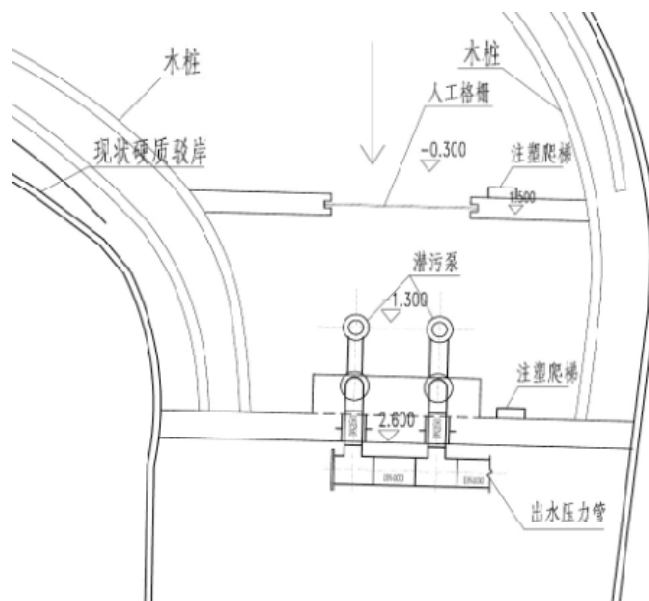 木桩
木桩
人工格栅
现状硬质驳岸
-0.300
注塑爬梯
1.500
潜污泵
-1.300
注塑爬梯
2.600
DN400
DN400
出水压力管